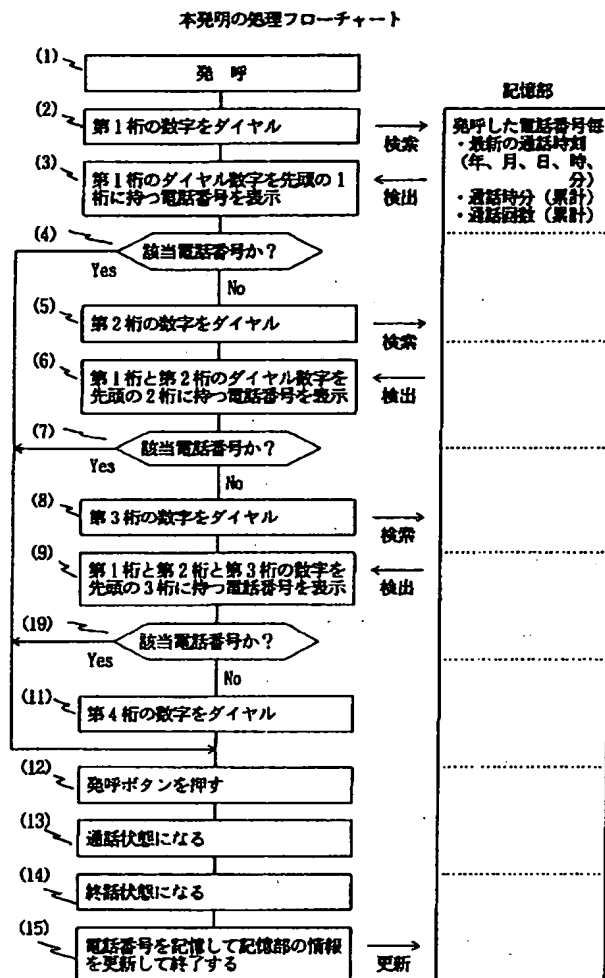 本発明の処理フローチャート
(1)
発 呼
(2)
第1桁の数字をダイヤル
検索
(3)
第1桁のダイヤル数字を先頭の1
桁に持つ電話番号を表示
検出
(4)
該当電話番号か?
Yes
No
(5)
第2桁の数字をダイヤル
検索
(6)
第1桁と第2桁のダイヤル数字を
先頭の2桁に持つ電話番号を表示
検出
(7)
該当電話番号か?
Yes
No
(8)
第3桁の数字をダイヤル
検索
(9)
第1桁と第2桁と第3桁の数字を
先頭の3桁に持つ電話番号を表示
検出
(19)
該当電話番号か?
Yes
No
(11)
第4桁の数字をダイヤル
(12)
発呼ボタンを押す
(13)
通話状態になる
(14)
終話状態になる
(15)
電話番号を記憶して記憶部の情報
を更新して終了する
更新
記憶部
発呼した電話番号毎
・最新の通話時刻
(年、月、日、時、
分)
・通話時分(累計)
・通話回数(累計)